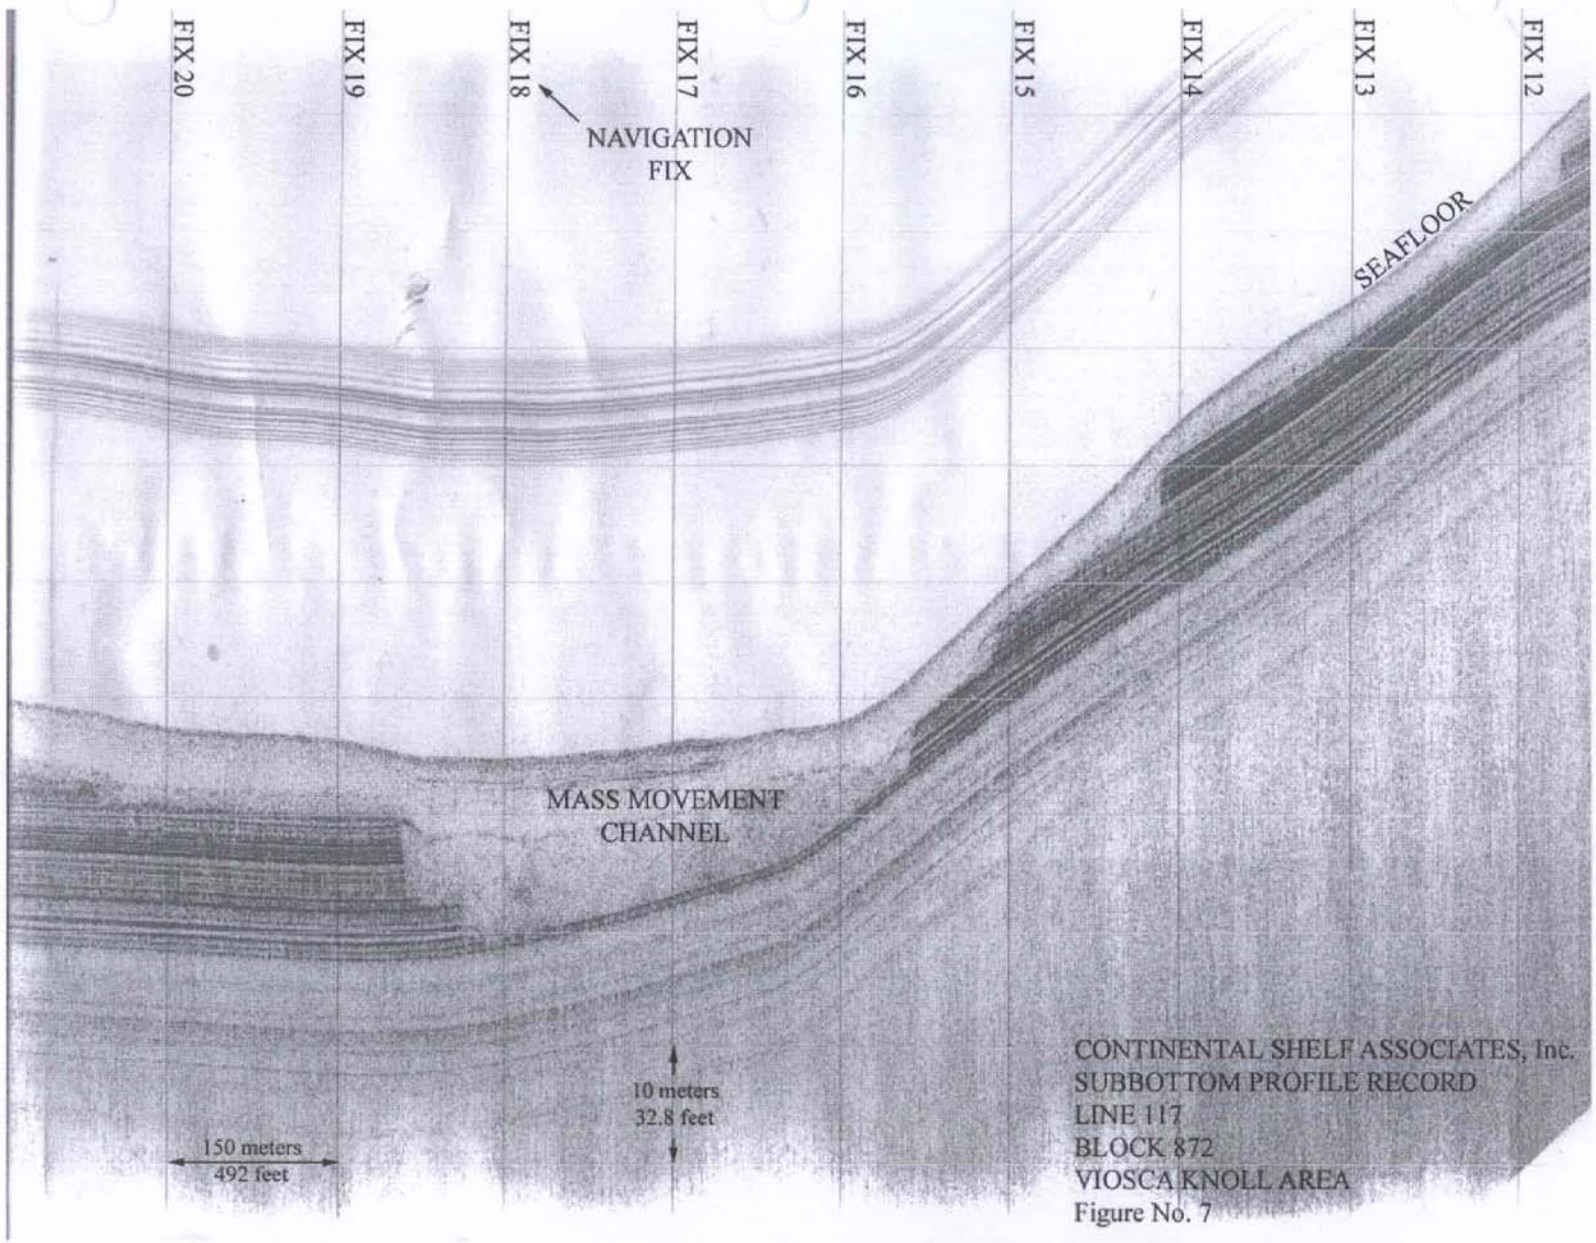 FIX 20
FIX 19
FIX 18
FIX 17
FIX 16
FIX 15
FIX 14
FIX 13
FIX 12
NAVIGATION
FIX
SEAFLOOR
MASS MOVEMENT
CHANNEL
10 meters
32.8 feet
150 meters
492 feet
CONTINENTAL SHELF ASSOCIATES, Inc.
SUBBOTTOM PROFILE RECORD
LINE 117
BLOCK 872
VIOSCA KNOLL AREA
Figure No. 7